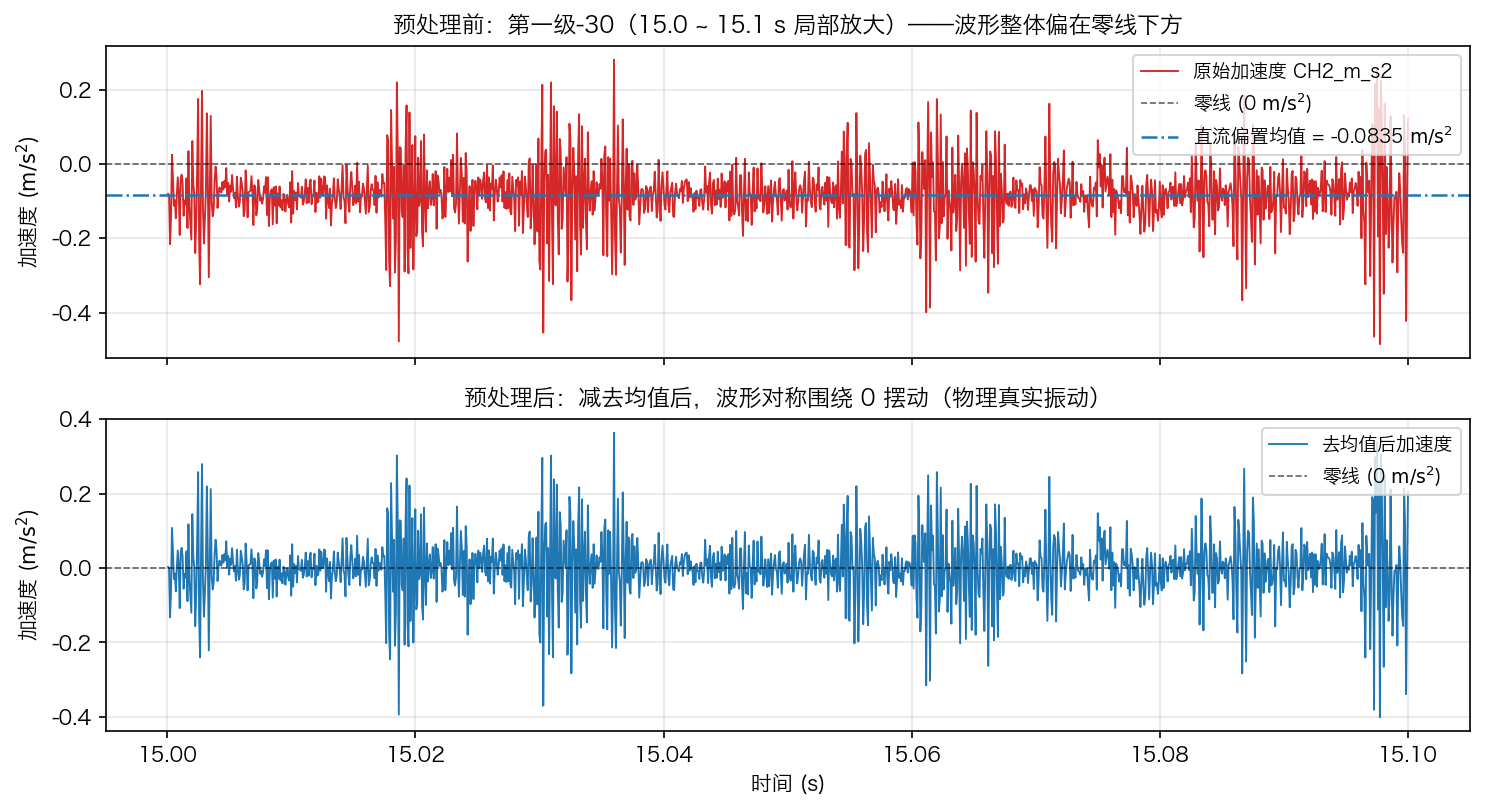 预处理前：第一级-30（15.0 ~ 15.1 s 局部放大）——波形整体偏在零线下方
原始加速度 CH2_m_s2
零线 (0 m/s²)
直流偏置均值 = -0.0835 m/s²
加速度 (m/s²)
0.2
0.0
-0.2
-0.4
预处理后：减去均值后，波形对称围绕 0 摆动（物理真实振动）
去均值后加速度
零线 (0 m/s²)
加速度 (m/s²)
0.4
0.2
0.0
-0.2
-0.4
15.00 15.02 15.04 15.06 15.08 15.10
时间 (s)